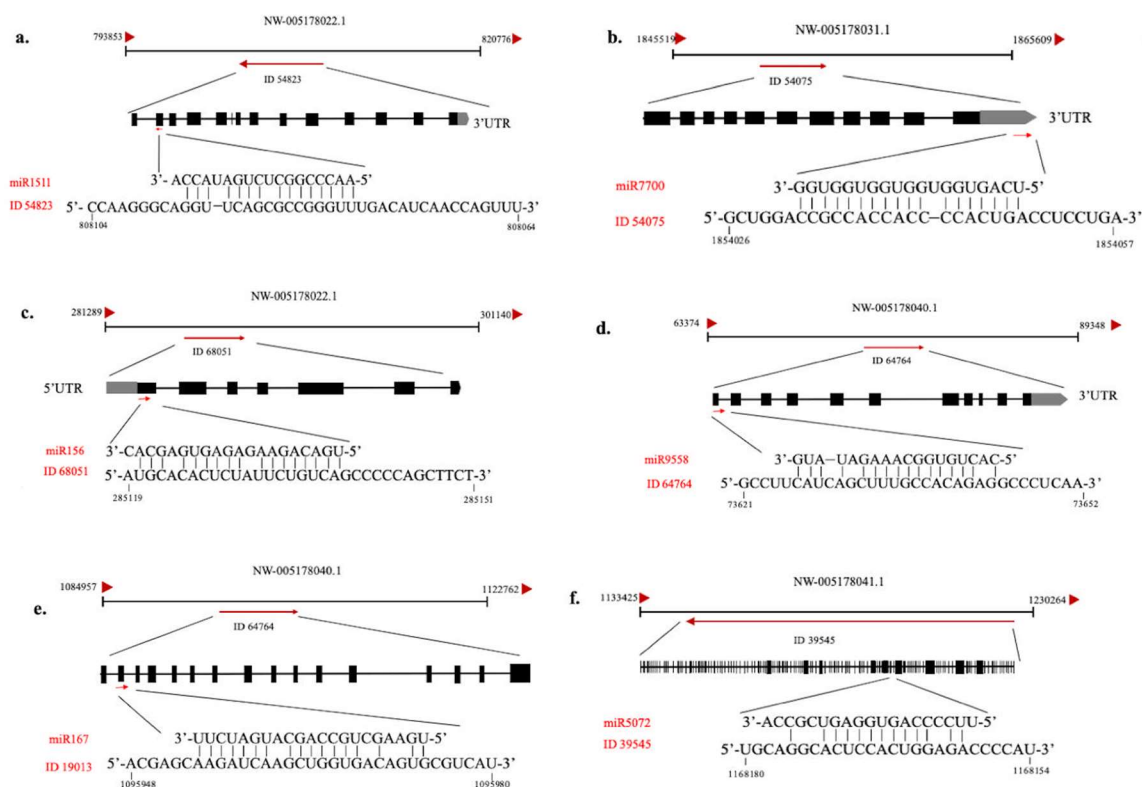 a.
NW-005178022.1
793853
820776
ID 54823
3'UTR
miR1511
3'- ACCAUAGUCUCGGCCCAA-5'
ID 54823
5'- CCAAGGGCAGGU–UCAGCGCCGGGUUUGACAUCAACCAGUUU-3'
808104
808064
b.
NW-005178031.1
1845519
1865609
ID 54075
3'UTR
miR7700
3'-GGUGGUGGUGGUGGUGACU-5'
ID 54075
5'-GCUGGACCGCCACCACC–CCACUGACCUCCUGA-3'
1854026
1854057
c.
NW-005178022.1
281289
301140
ID 68051
5'UTR
miR156
3'-CACGAGUGAGAGAAGACAGU-5'
ID 68051
5'-AUGCACACUCUAUUCUGUCAGCCCCCAGCTTCT-3'
285119
285151
d.
NW-005178040.1
63374
89348
ID 64764
3'UTR
miR9558
3'-GUA–UAGAAACGGUGUCAC-5'
ID 64764
5'-GCCUUCAUCAGCUUUGCCACAGAGGCCCUCAA-3'
73621
73652
e.
NW-005178040.1
1084957
1122762
ID 64764
miR167
3'-UUCUAGUACGACCGUCGAAGU-5'
ID 19013
5'-ACGAGCAAGAUCAAGCUGGUGACAGUGCGUCAU-3'
1095948
1095980
f.
NW-005178041.1
1133425
1230264
ID 39545
miR5072
3'-ACCGCUGAGGUGACCCCUU-5'
ID 39545
5'-UGCAGGCACUCCACUGGAGACCCCAU-3'
1168180
1168154